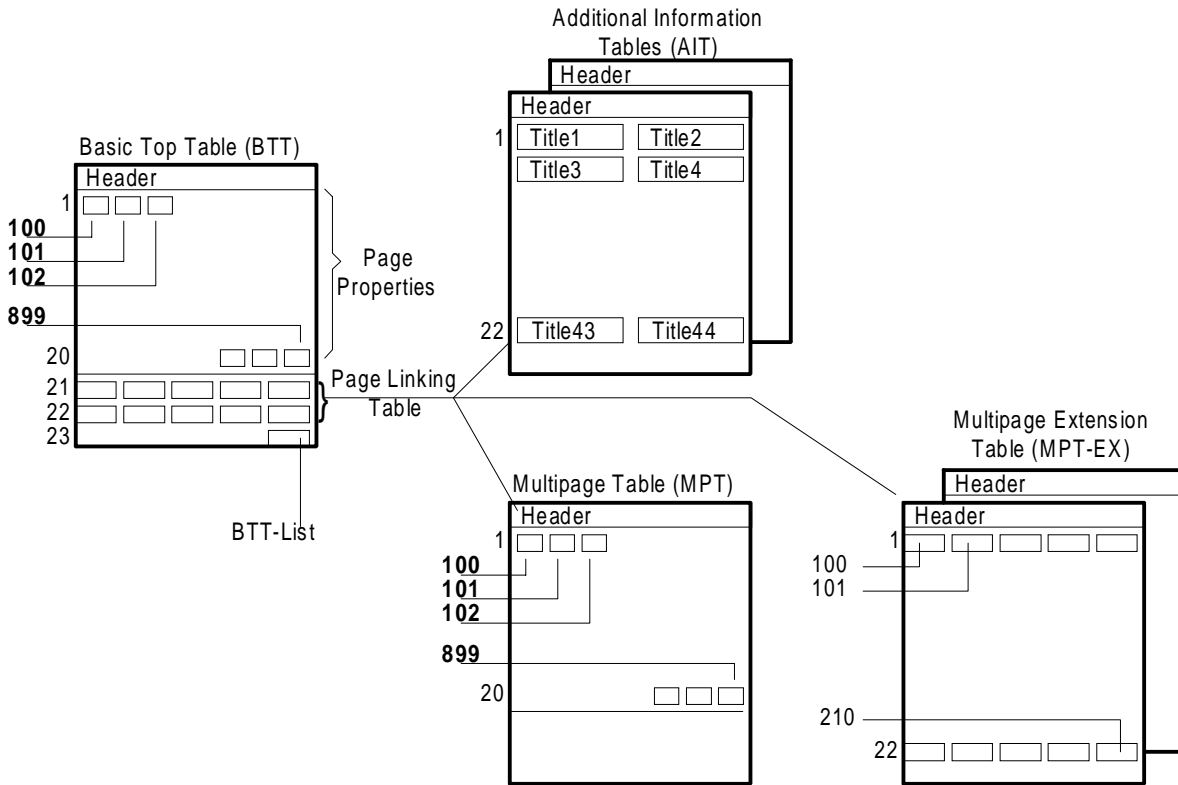 Additional Information
Tables (AIT)
Header
Header
1 Title1 Title2
Title3 Title4
22 Title43 Title44
Basic Top Table (BTT)
Header
1
100
101
102
899
20
21
22
23
Page
Properties
Page Linking
Table
BTT-List
Multipage Table (MPT)
Header
1
100
101
102
899
20
Multipage Extension
Table (MPT-EX)
Header
Header
1
100
101
210
22